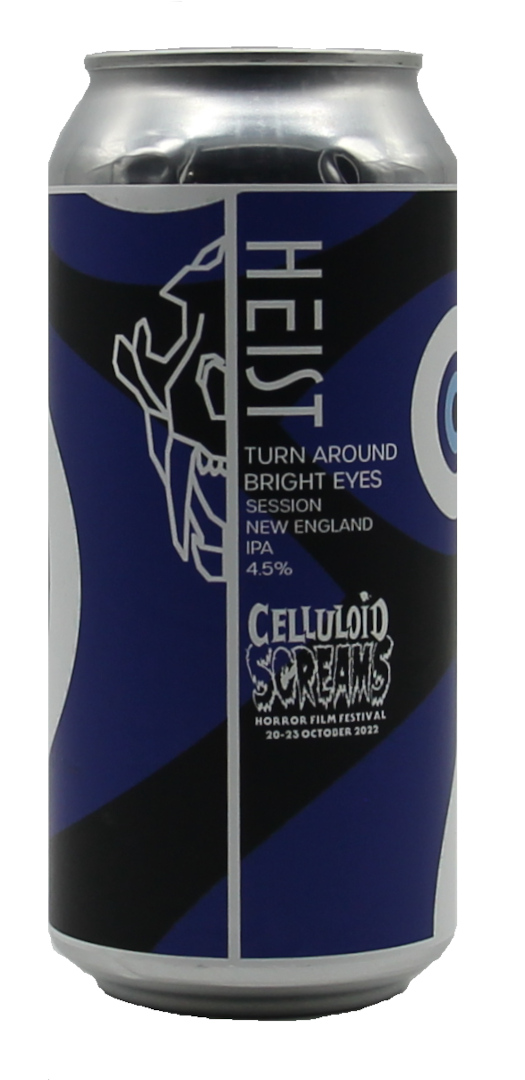 HEIST
TURN AROUND
BRIGHT EYES
SESSION
NEW ENGLAND
IPA
4.5%
CELLULOID
SCREAMS
HORROR FILM FESTIVAL
20-23 OCTOBER 2022